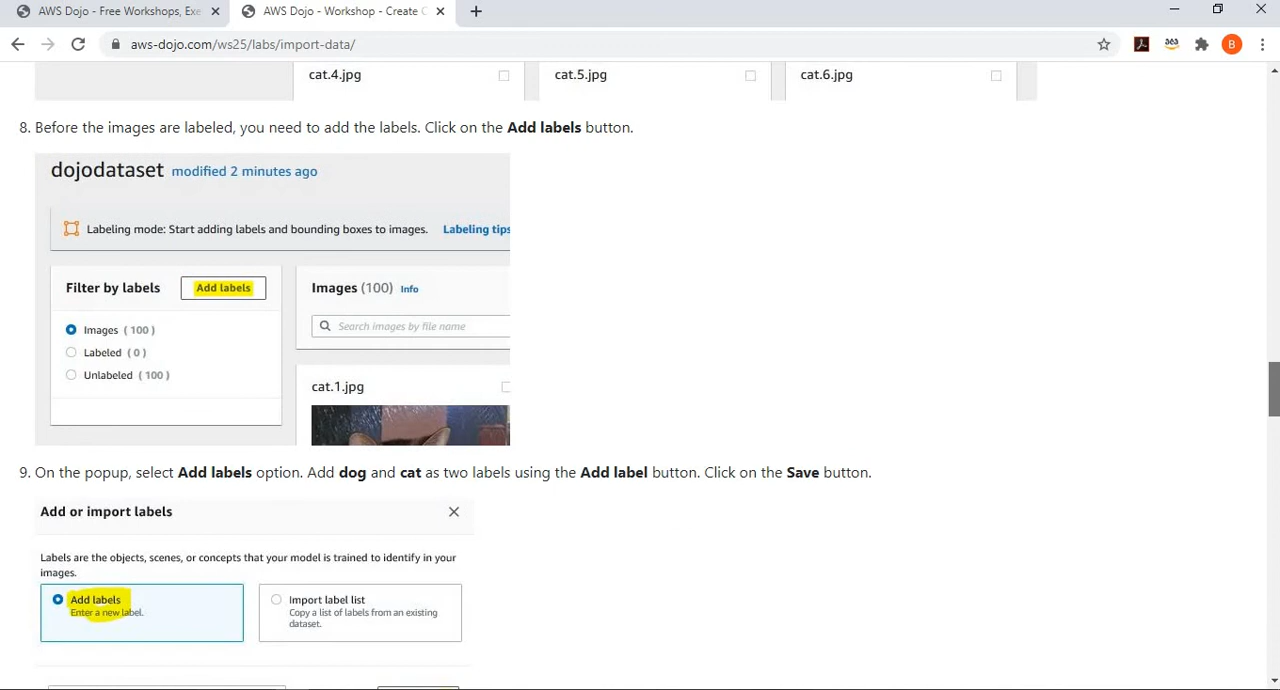 AWS Dojo - Free Workshops, Exe
AWS Dojo - Workshop - Create C
aws-dojo.com/ws25/labs/import-data/
B
cat.4.jpg
cat.5.jpg
cat.6.jpg
8. Before the images are labeled, you need to add the labels. Click on the Add labels button.
dojodataset modified 2 minutes ago
Labeling mode: Start adding labels and bounding boxes to images. Labeling tips
Filter by labels
Add labels
Images (100) Info
Images ( 100 )
Search images by file name
Labeled ( 0 )
Unlabeled ( 100 )
cat.1.jpg
9. On the popup, select Add labels option. Add dog and cat as two labels using the Add label button. Click on the Save button.
Add or import labels
Labels are the objects, scenes, or concepts that your model is trained to identify in your
images.
Add labels
Enter a new label.
Import label list
Copy a list of labels from an existing
dataset.